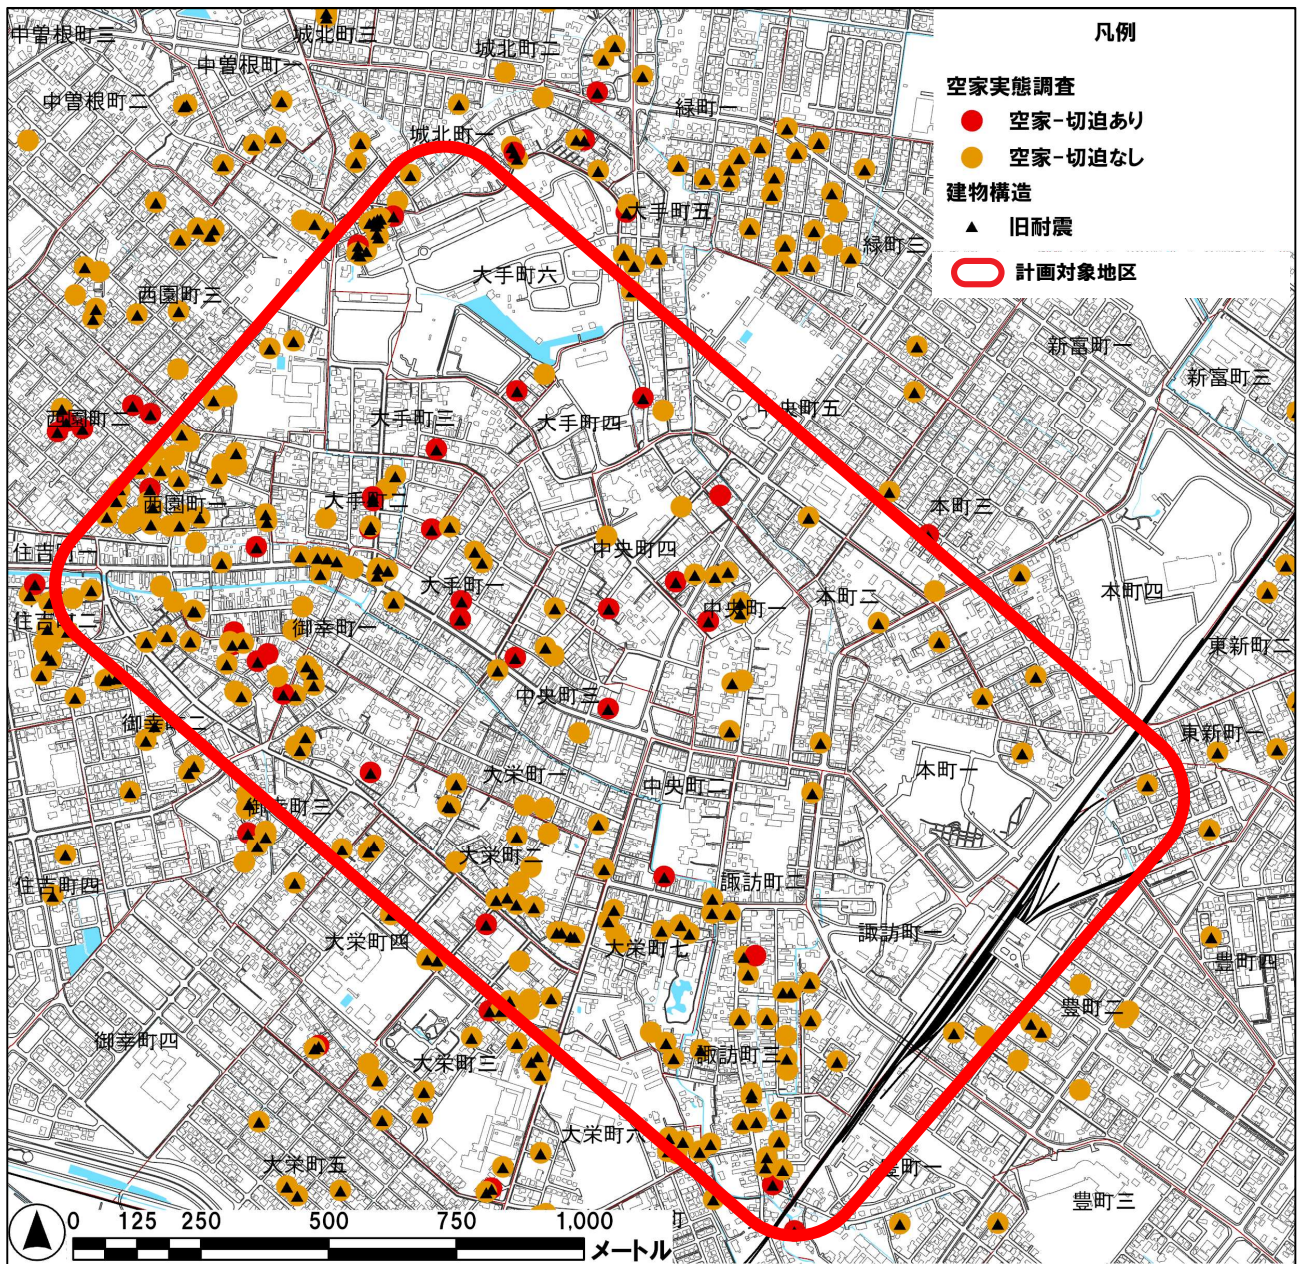 凡例
空家実態調査
空家-切迫あり
空家-切迫なし
建物構造
旧耐震
計画対象地区
中曽根町三
城北町三
城北町二
中曽根町一
中曽根町二
緑町一
城北町一
大手町五
緑町三
大手町六
西園町三
新富町一
新富町三
西園町二
大手町三
大手町四
中央町五
大手町二
西園町一
本町三
住吉町一
中央町四
大手町一
本町四
住吉町二
御幸町一
中央町一
本町二
東新町二
中央町三
御幸町二
東新町一
大栄町一
中央町二
本町一
御幸町三
大栄町二
住吉町四
諏訪町二
大栄町四
大栄町七
諏訪町一
豊町四
豊町二
御幸町四
大栄町三
諏訪町三
大栄町六
大栄町五
豊町一
豊町三
町
0 125 250 500 750 1,000
メートル